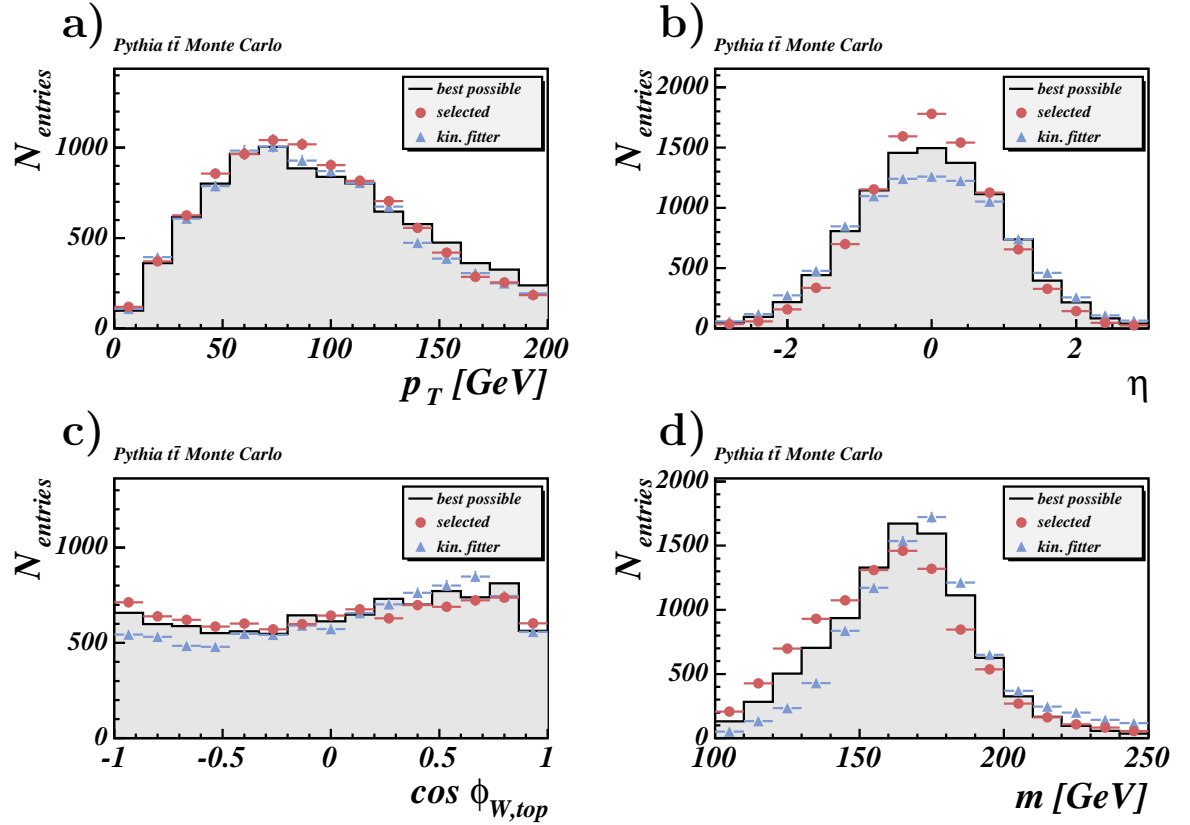 a)
Pythia tt̄ Monte Carlo
N entries
best possible
selected
kin. fitter
1000
500
0
0 50 100 150 200
p_T [GeV]
b)
Pythia tt̄ Monte Carlo
N entries
best possible
selected
kin. fitter
2000
1500
1000
500
0
-2 0 2
η
c)
Pythia tt̄ Monte Carlo
N entries
best possible
selected
kin. fitter
1000
500
0
-1 -0.5 0 0.5 1
cos ϕ_W,top
d)
Pythia tt̄ Monte Carlo
N entries
best possible
selected
kin. fitter
2000
1500
1000
500
0
100 150 200 250
m [GeV]